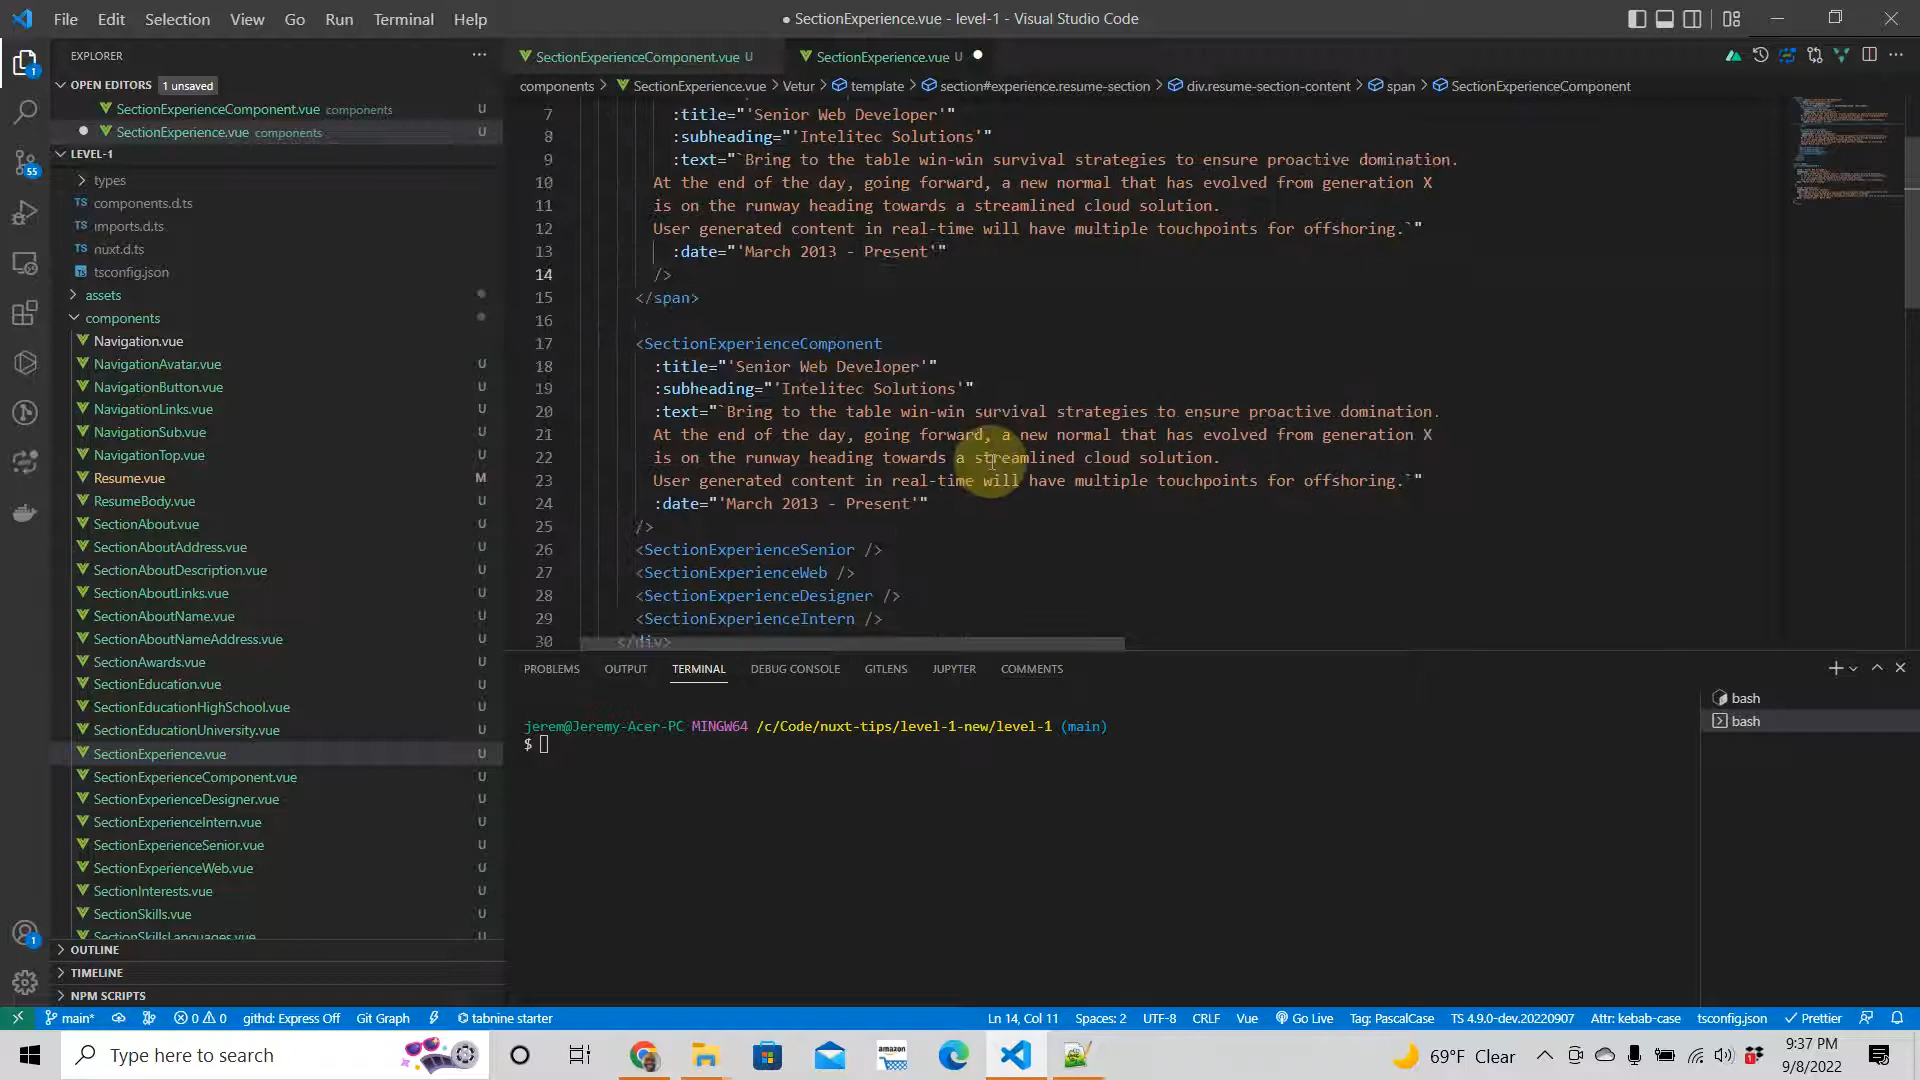 File Edit Selection View Go Run Terminal Help
● SectionExperience.vue - level-1 - Visual Studio Code
EXPLORER
OPEN EDITORS 1 unsaved
SectionExperienceComponent.vue components U
SectionExperience.vue components U
LEVEL-1
types
TS components.d.ts
TS imports.d.ts
TS nuxt.d.ts
tsconfig.json
assets
components
Navigation.vue
NavigationAvatar.vue U
NavigationButton.vue U
NavigationLinks.vue U
NavigationSub.vue U
NavigationTop.vue U
Resume.vue M
ResumeBody.vue U
SectionAbout.vue U
SectionAboutAddress.vue U
SectionAboutDescription.vue U
SectionAboutLinks.vue U
SectionAboutName.vue U
SectionAboutNameAddress.vue U
SectionAwards.vue U
SectionEducation.vue U
SectionEducationHighSchool.vue U
SectionEducationUniversity.vue U
SectionExperience.vue U
SectionExperienceComponent.vue U
SectionExperienceDesigner.vue U
SectionExperienceIntern.vue U
SectionExperienceSenior.vue U
SectionExperienceWeb.vue U
SectionInterests.vue U
SectionSkills.vue U
SectionSkillsLanguages.vue U
OUTLINE
TIMELINE
NPM SCRIPTS
1
55
1
SectionExperienceComponent.vue U
SectionExperience.vue U ●
components > SectionExperience.vue > Vetur > template > section#experience.resume-section > div.resume-section-content > span > SectionExperienceComponent
7 :title="'Senior Web Developer'"
8 :subheading="'Intelitec Solutions'"
9 :text="`Bring to the table win-win survival strategies to ensure proactive domination.
10 At the end of the day, going forward, a new normal that has evolved from generation X
11 is on the runway heading towards a streamlined cloud solution.
12 User generated content in real-time will have multiple touchpoints for offshoring.`"
13 :date="'March 2013 - Present'"
14 />
15 </span>
16
17 <SectionExperienceComponent
18 :title="'Senior Web Developer'"
19 :subheading="'Intelitec Solutions'"
20 :text="`Bring to the table win-win survival strategies to ensure proactive domination.
21 At the end of the day, going forward, a new normal that has evolved from generation X
22 is on the runway heading towards a streamlined cloud solution.
23 User generated content in real-time will have multiple touchpoints for offshoring.`"
24 :date="'March 2013 - Present'"
25 />
26 <SectionExperienceSenior />
27 <SectionExperienceWeb />
28 <SectionExperienceDesigner />
29 <SectionExperienceIntern />
30 </div>
PROBLEMS OUTPUT TERMINAL DEBUG CONSOLE GITLENS JUPYTER COMMENTS
jerem@Jeremy-Acer-PC MINGW64 /c/Code/nuxt-tips/level-1-new/level-1 (main)
$
bash
bash
main* 0 0 githd: Express Off Git Graph tabnine starter
Ln 14, Col 11 Spaces: 2 UTF-8 CRLF Vue Go Live Tag: PascalCase TS 4.9.0-dev.20220907 Attr: kebab-case tsconfig.json Prettier
Type here to search
amazon
69°F Clear
9:37 PM
9/8/2022